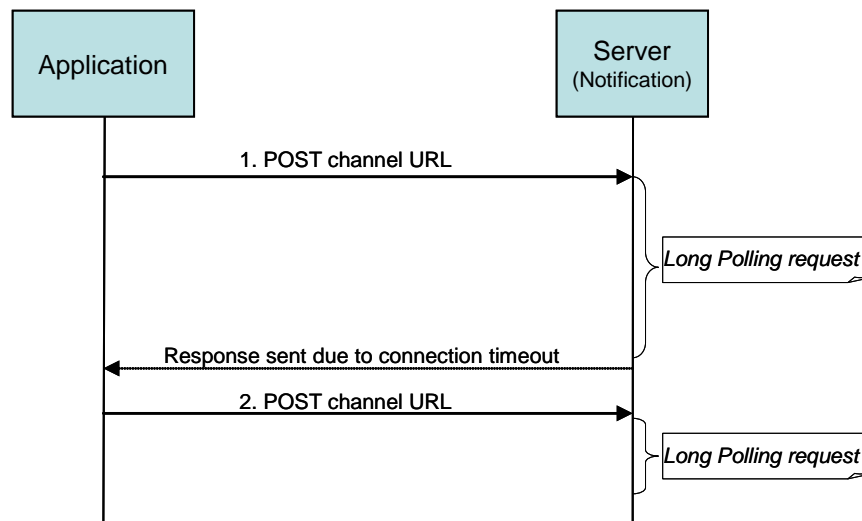 Application
Server
(Notification)
1. POST channel URL
Long Polling request
Response sent due to connection timeout
2. POST channel URL
Long Polling request